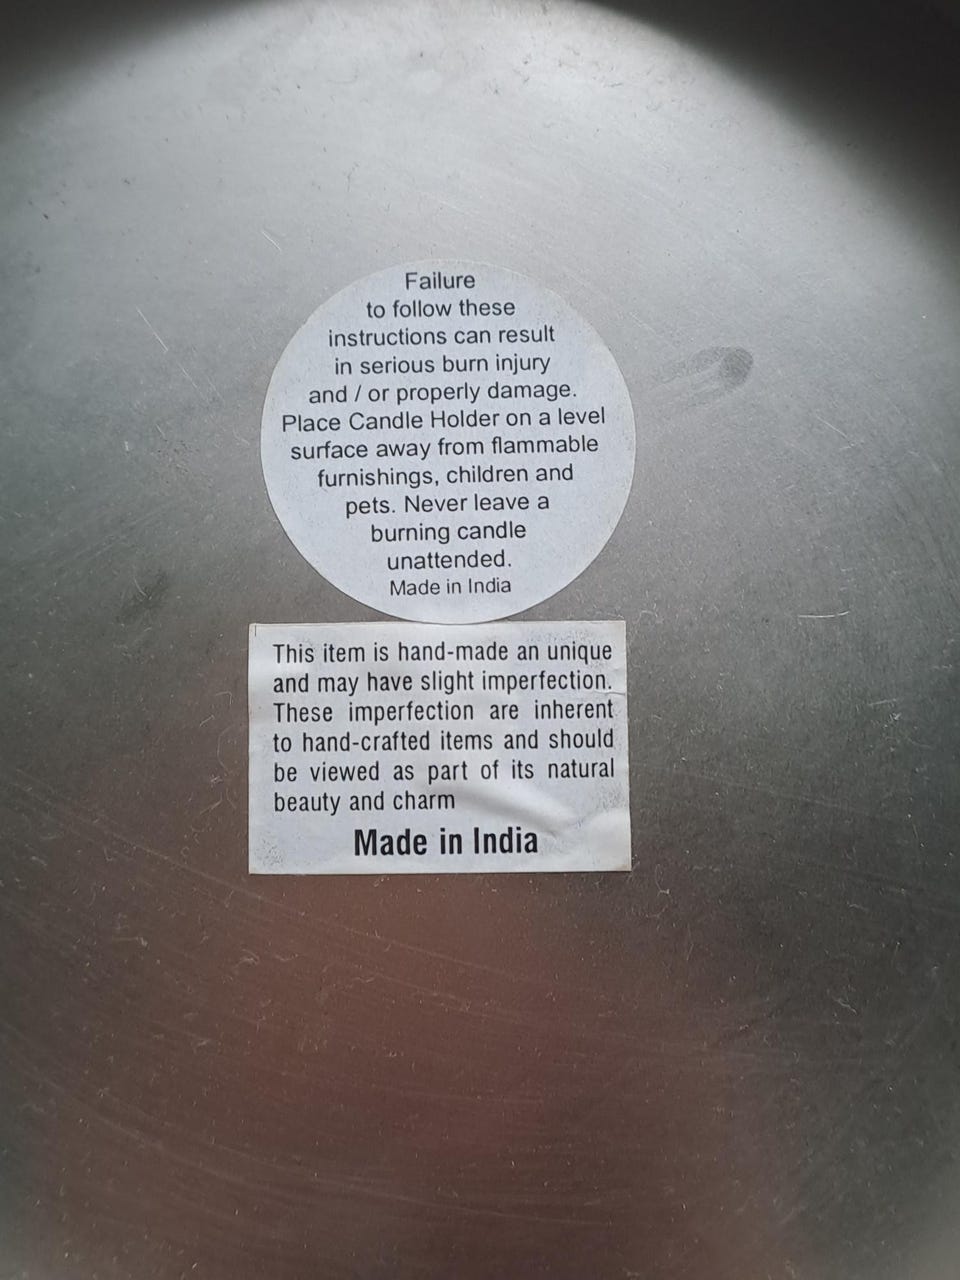 Failure
to follow these
instructions can result
in serious burn injury
and / or properly damage.
Place Candle Holder on a level
surface away from flammable
furnishings, children and
pets. Never leave a
burning candle
unattended.
Made in India
This item is hand-made an unique
and may have slight imperfection.
These imperfection are inherent
to hand-crafted items and should
be viewed as part of its natural
beauty and charm
Made in India